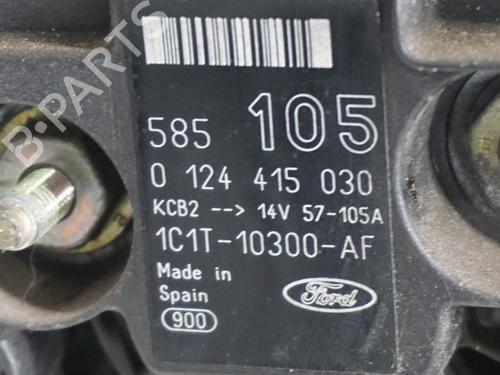 B-PARTS
585 105
0 124 415 030
KCB2 --> 14V 57-105A
1C1T-10300-AF
Made in
Spain
Ford
900